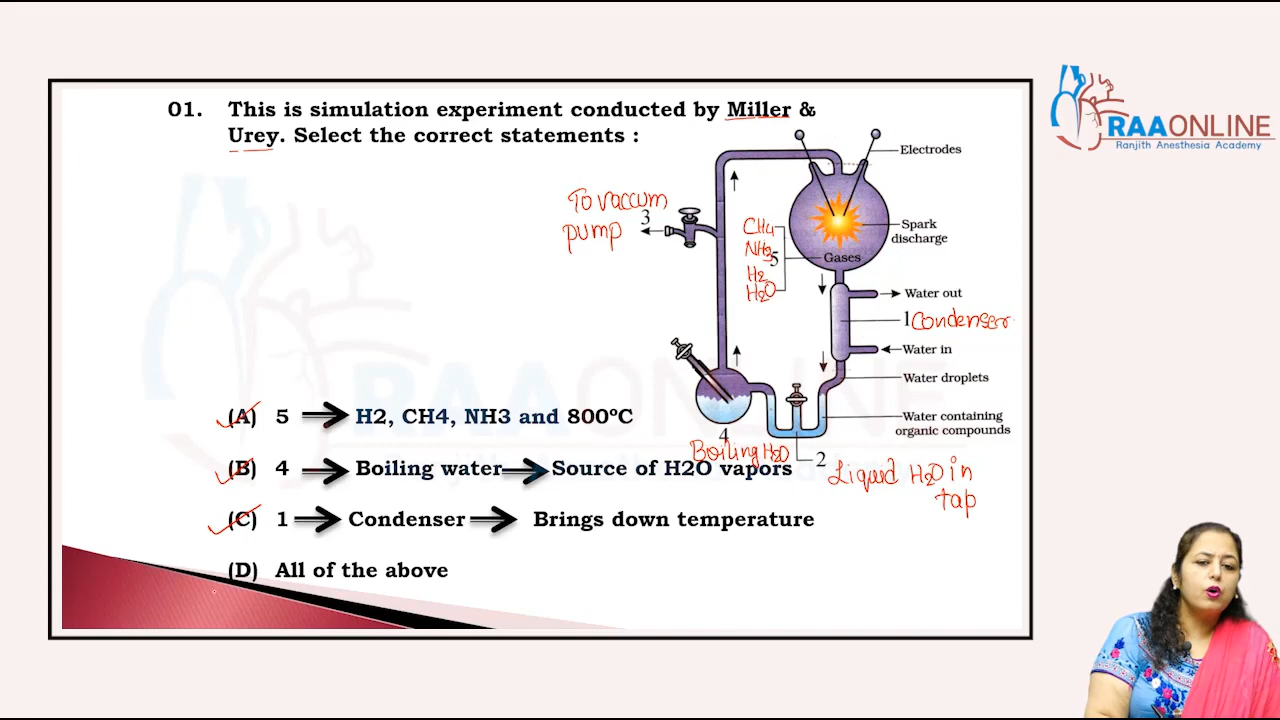 01. This is simulation experiment conducted by Miller &
Urey. Select the correct statements :
RAAONLINE
Ranjith Anesthesia Academy
Electrodes
To vaccum
3
pump
CH4
NH3
5
H2
H2O
Spark
discharge
Gases
Water out
1 Condenser
Water in
Water droplets
Water containing
organic compounds
4
Boiling H2O
2
Liquid H2O in
tap
(A) 5 → H2, CH4, NH3 and 800°C
(B) 4 → Boiling water → Source of H2O vapors
(C) 1 → Condenser → Brings down temperature
(D) All of the above
RAAONLINE